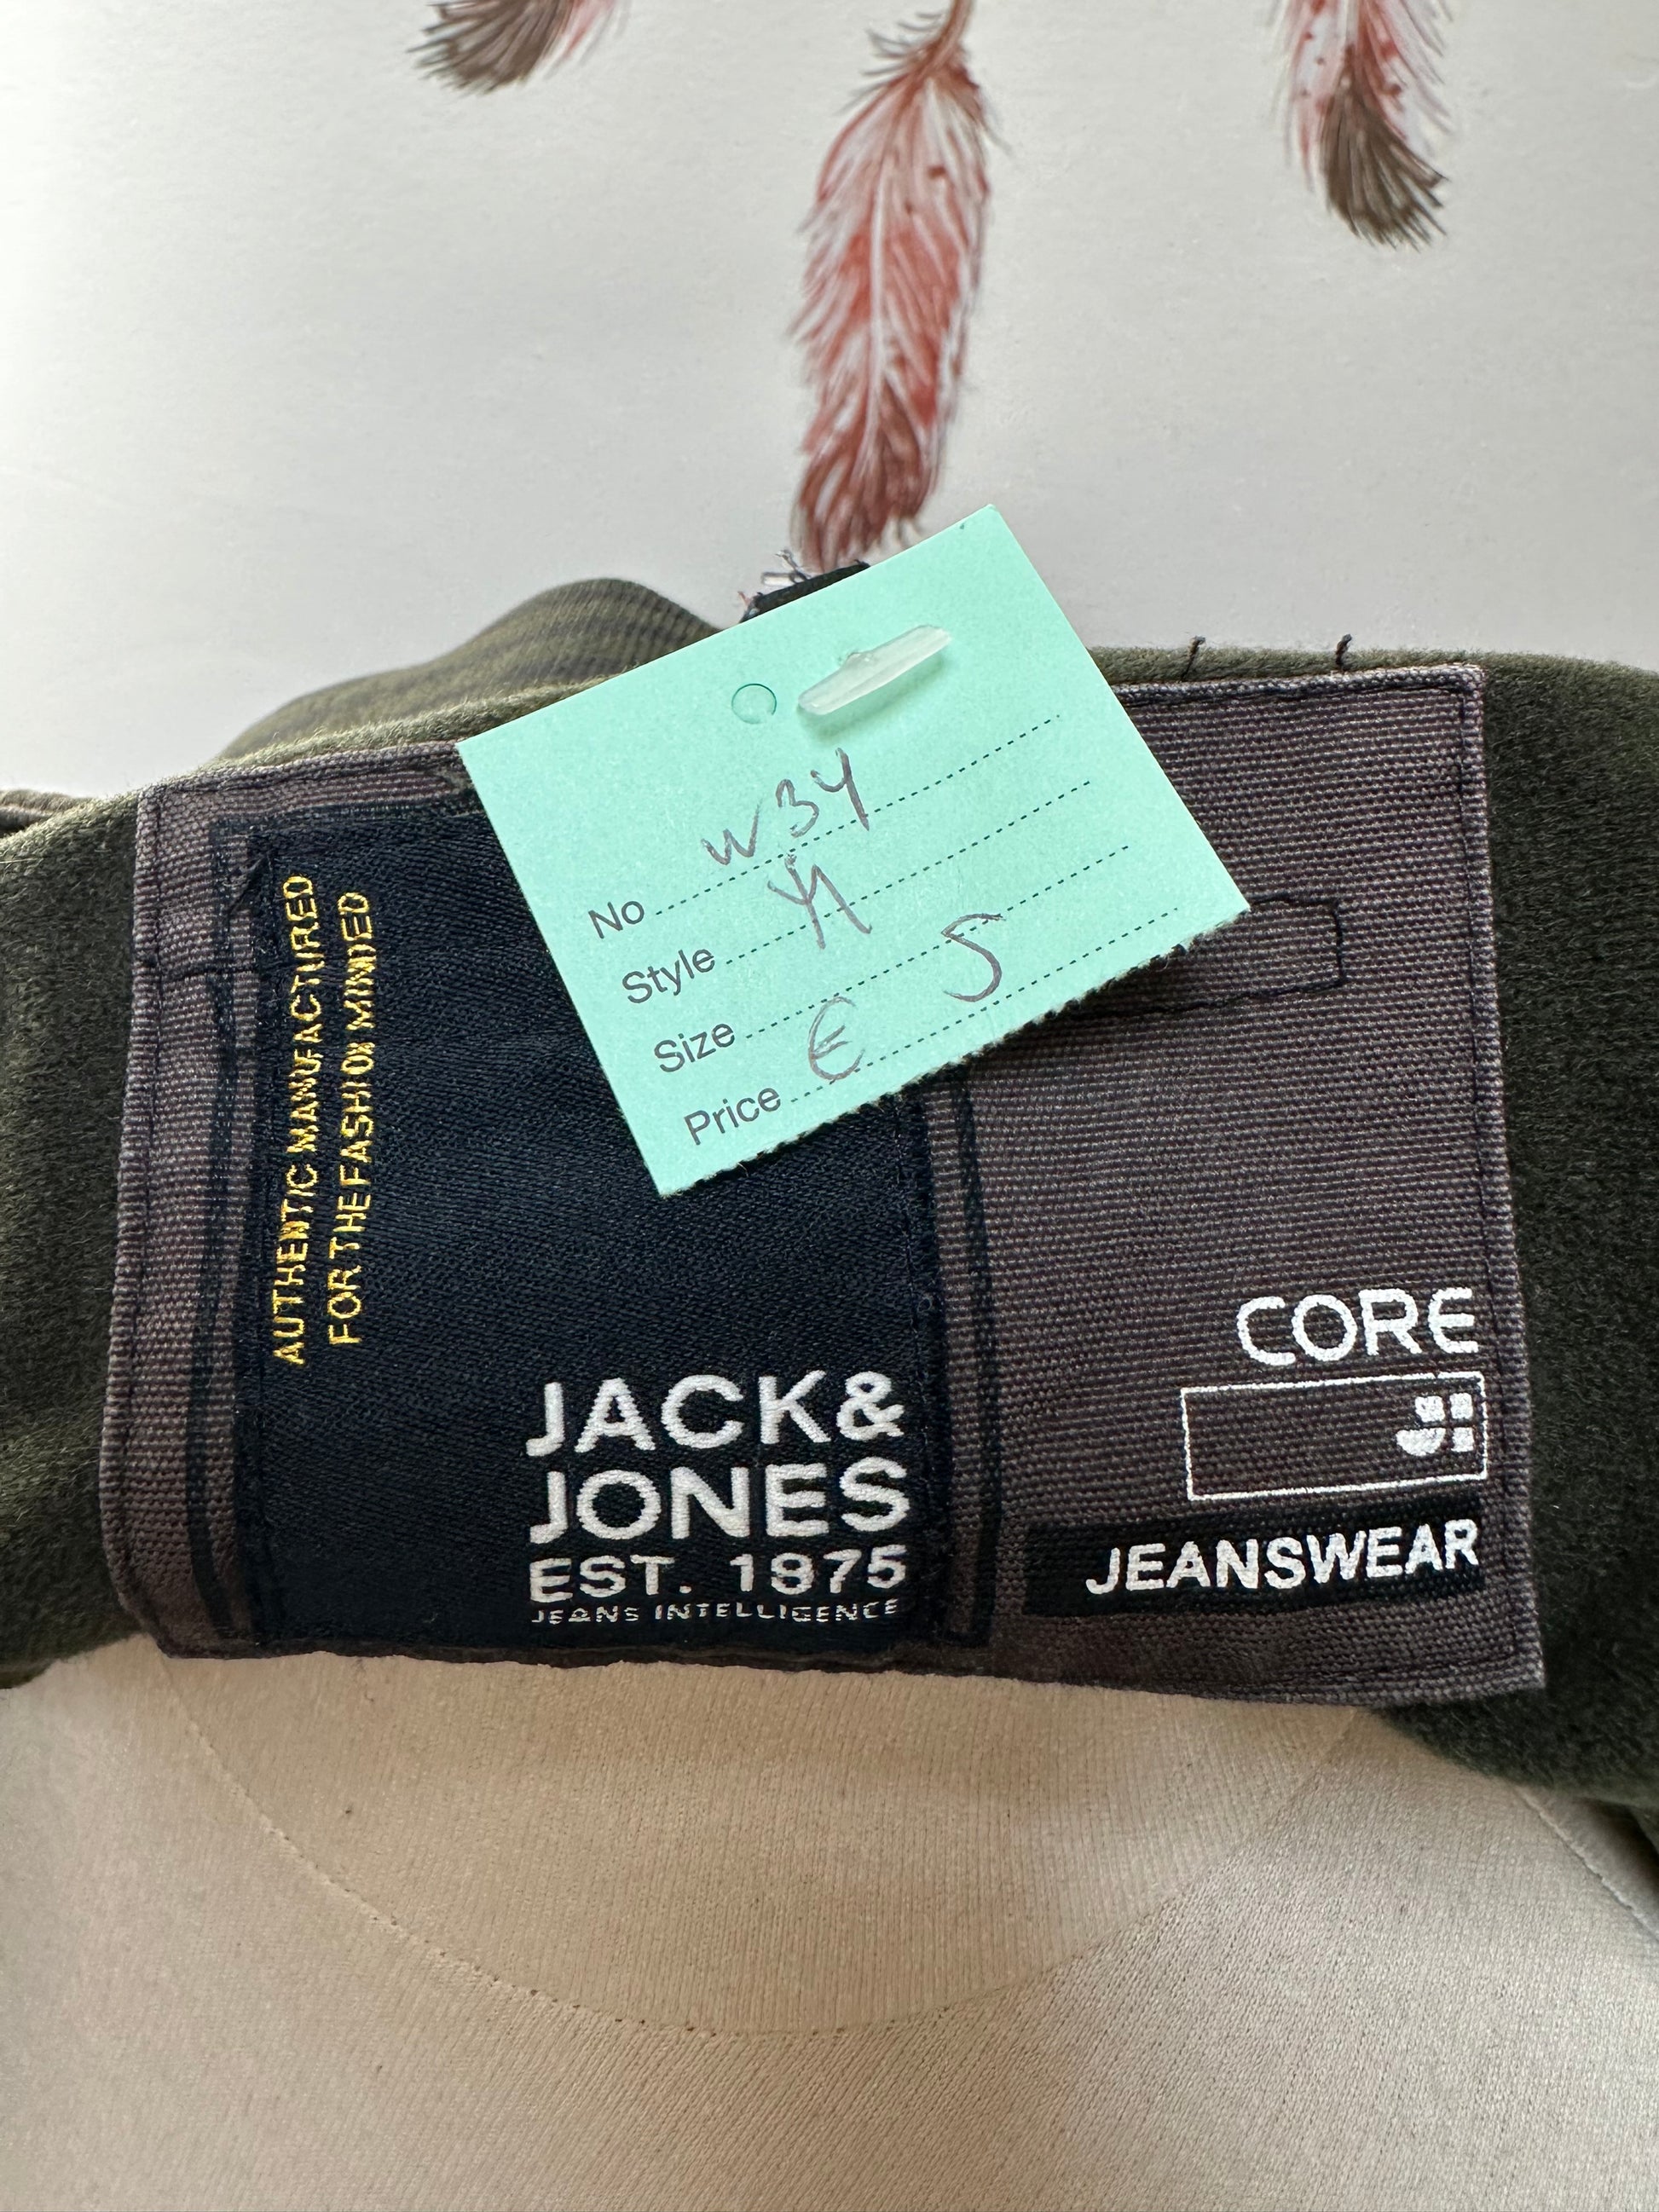 W34
No
Style
Size
Price € 5
AUTHENTIC MANUFACTURED
FOR THE FASHION MINDED
JACK&
JONES
EST. 1975
JEANS INTELLIGENCE
CORE
JEANSWEAR